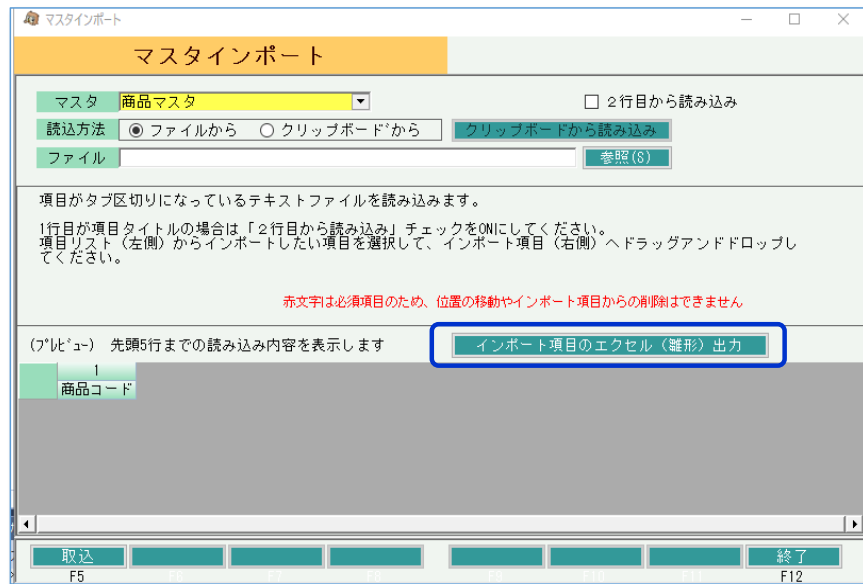 マスタインポート
マスタインポート
マスタ 商品マスタ □ 2行目から読み込み
読込方法 ファイルから クリップボードから クリップボードから読み込み
ファイル 参照(S)
項目がタブ区切りになっているテキストファイルを読み込みます。
1行目が項目タイトルの場合は「2行目から読み込み」チェックをONにしてください。
項目リスト(左側)からインポートしたい項目を選択して、インポート項目(右側)へドラッグアンドドロップし
てください。
赤文字は必須項目のため、位置の移動やインポート項目からの削除はできません
(プレビュー) 先頭5行までの読み込み内容を表示します インポート項目のエクセル(雛形)出力
1
商品コード
取込 終了
F5 F6 F7 F8 F9 F10 F11 F12